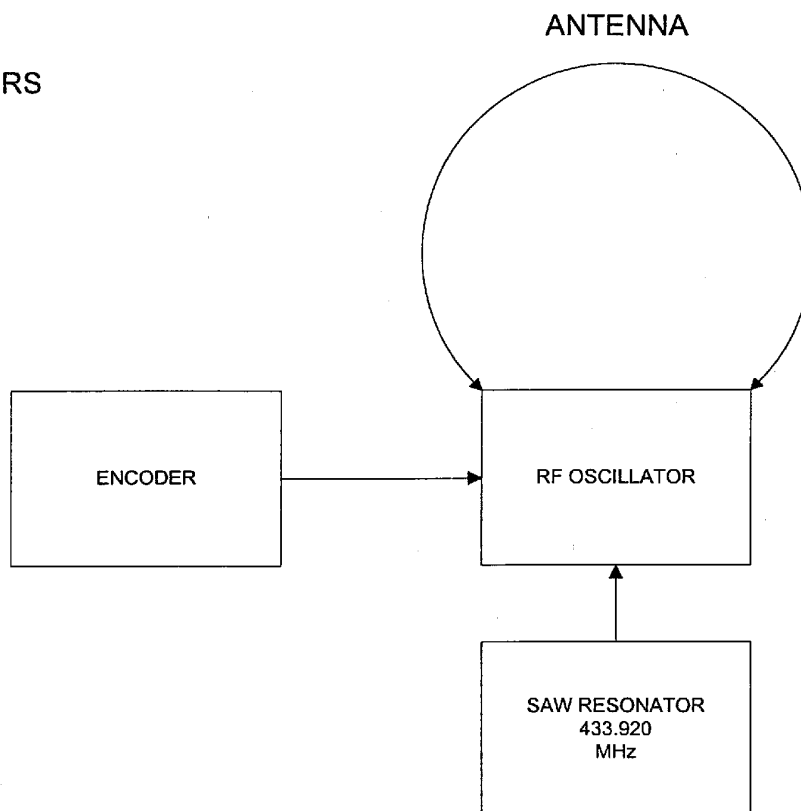 ANTENNA
RS
ENCODER
RF OSCILLATOR
SAW RESONATOR
433.920
MHz